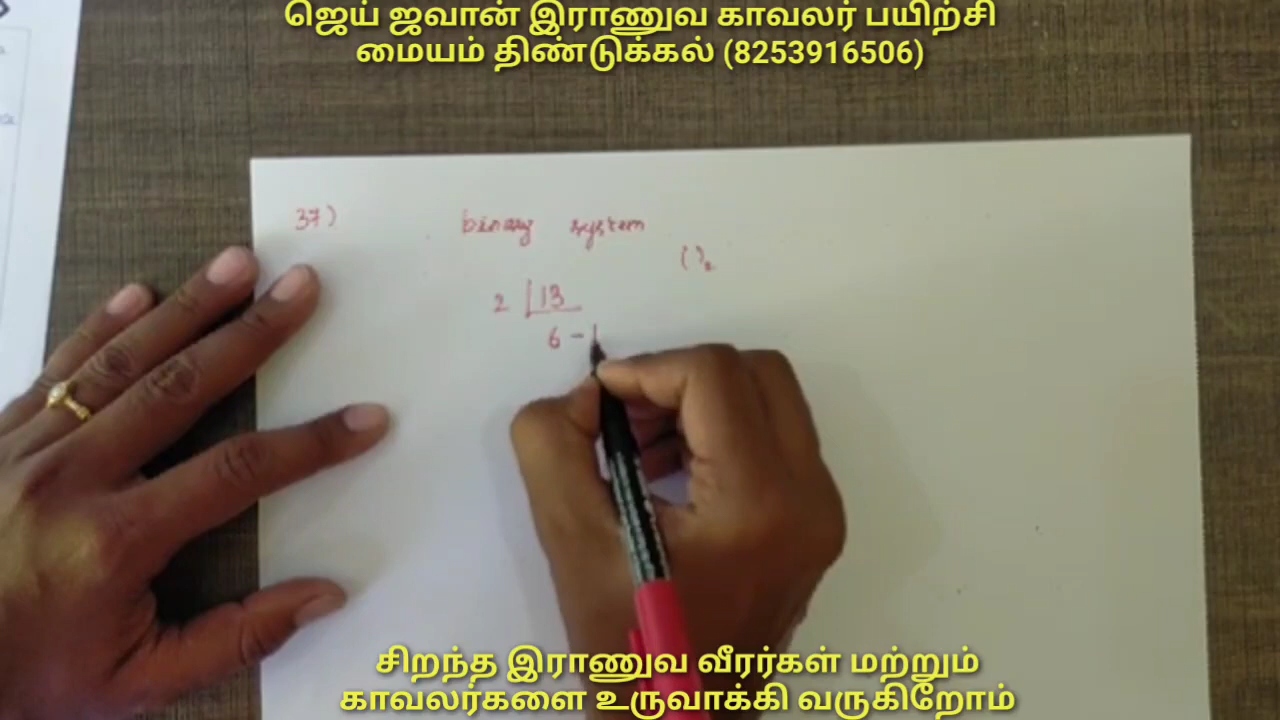 ஜெய் ஜவான் இராணுவ காவலர் பயிற்சி
மையம் திண்டுக்கல் (8253916506)
37) binary system
( )₂
2 13
6 - 1
சிறந்த இராணுவ வீரர்கள் மற்றும்
காவலர்களை உருவாக்கி வருகிறோம்